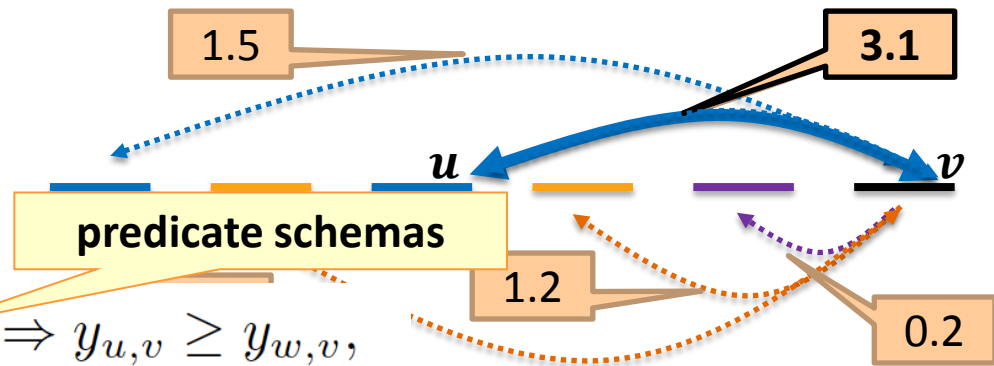 1.5
3.1
u
v
predicate schemas
1.2
0.2
⇒ y_{u,v} ≥ y_{w,v},